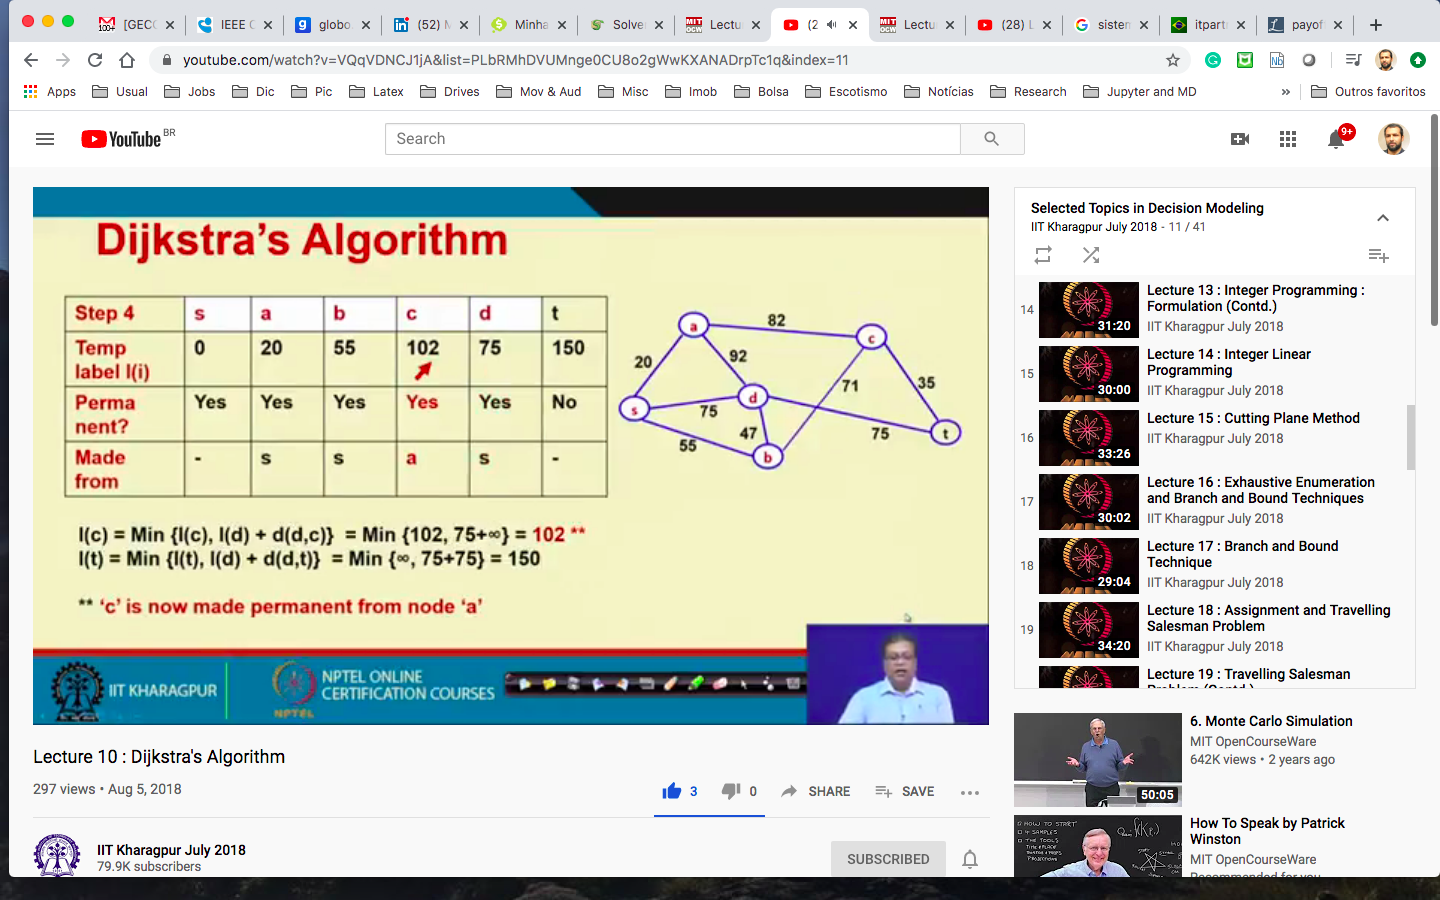 [GEC
IEEE C
globo.
(52) M
Minha
Solve
Lectu
(2
Lectu
(28) L
sistem
itpart
payof
youtube.com/watch?v=VQqVDNCJ1jA&list=PLbRMhDVUMnge0CU8o2gWwKXANADrpTc1q&index=11
Apps Usual Jobs Dic Pic Latex Drives Mov & Aud Misc Imob Bolsa Escotismo Notícias Research Jupyter and MD » Outros favoritos
YouTube BR
Search
9+
Dijkstra's Algorithm
Step 4 s a b c d t
Temp label l(i) 0 20 55 102 75 150
Perma nent? Yes Yes Yes Yes Yes No
Made from - s s a s -
a
82
c
20
92
71
35
s
75
d
47
75
t
55
b
l(c) = Min {l(c), l(d) + d(d,c)} = Min {102, 75+∞} = 102 **
l(t) = Min {l(t), l(d) + d(d,t)} = Min {∞, 75+75} = 150
** 'c' is now made permanent from node 'a'
IIT KHARAGPUR
NPTEL
NPTEL ONLINE
CERTIFICATION COURSES
Lecture 10 : Dijkstra's Algorithm
297 views • Aug 5, 2018
3 0 SHARE SAVE
IIT Kharagpur July 2018
79.9K subscribers
SUBSCRIBED
Selected Topics in Decision Modeling
IIT Kharagpur July 2018 - 11 / 41
14
31:20
Lecture 13 : Integer Programming :
Formulation (Contd.)
IIT Kharagpur July 2018
15
30:00
Lecture 14 : Integer Linear
Programming
IIT Kharagpur July 2018
16
33:26
Lecture 15 : Cutting Plane Method
IIT Kharagpur July 2018
17
30:02
Lecture 16 : Exhaustive Enumeration
and Branch and Bound Techniques
IIT Kharagpur July 2018
18
29:04
Lecture 17 : Branch and Bound
Technique
IIT Kharagpur July 2018
19
34:20
Lecture 18 : Assignment and Travelling
Salesman Problem
IIT Kharagpur July 2018
Lecture 19 : Travelling Salesman
Problem (Contd.)
50:05
6. Monte Carlo Simulation
MIT OpenCourseWare
642K views • 2 years ago
How To Speak by Patrick
Winston
MIT OpenCourseWare
Recommended for you